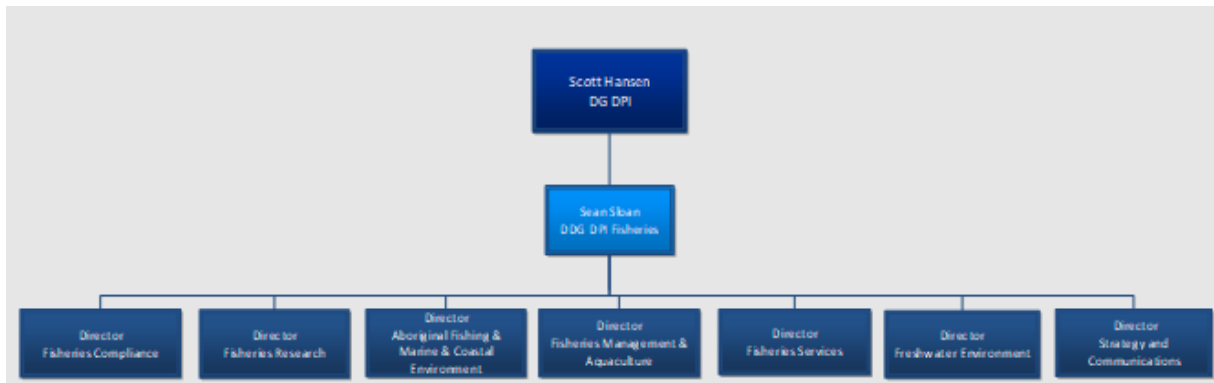 Scott Hansen
DG DPI
Sean Sloan
DDG DPI Fisheries
Director
Fisheries Compliance
Director
Fisheries Research
Director
Aboriginal Fishing &
Marine & Coastal
Environment
Director
Fisheries Management &
Aquaculture
Director
Fisheries Services
Director
Freshwater Environment
Director
Strategy and
Communications